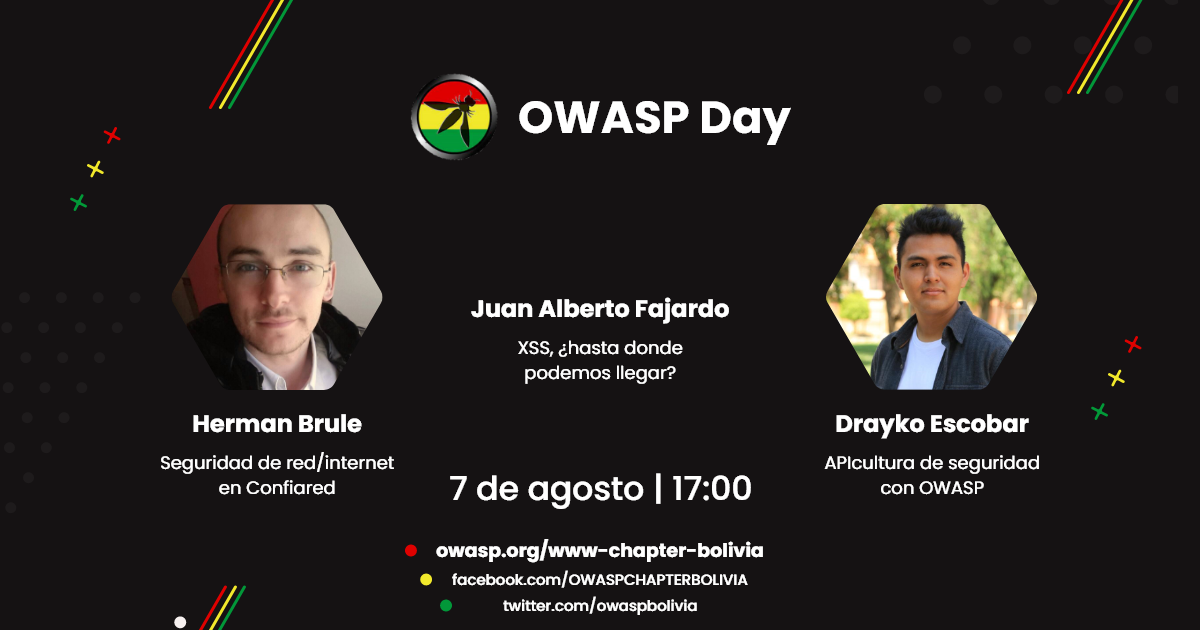 OWASP Day
Herman Brule
Seguridad de red/internet
en Confiared
Juan Alberto Fajardo
XSS, ¿hasta donde
podemos llegar?
Drayko Escobar
APIcultura de seguridad
con OWASP
7 de agosto | 17:00
owasp.org/www-chapter-bolivia
facebook.com/OWASPCHAPTERBOLIVIA
twitter.com/owaspbolivia